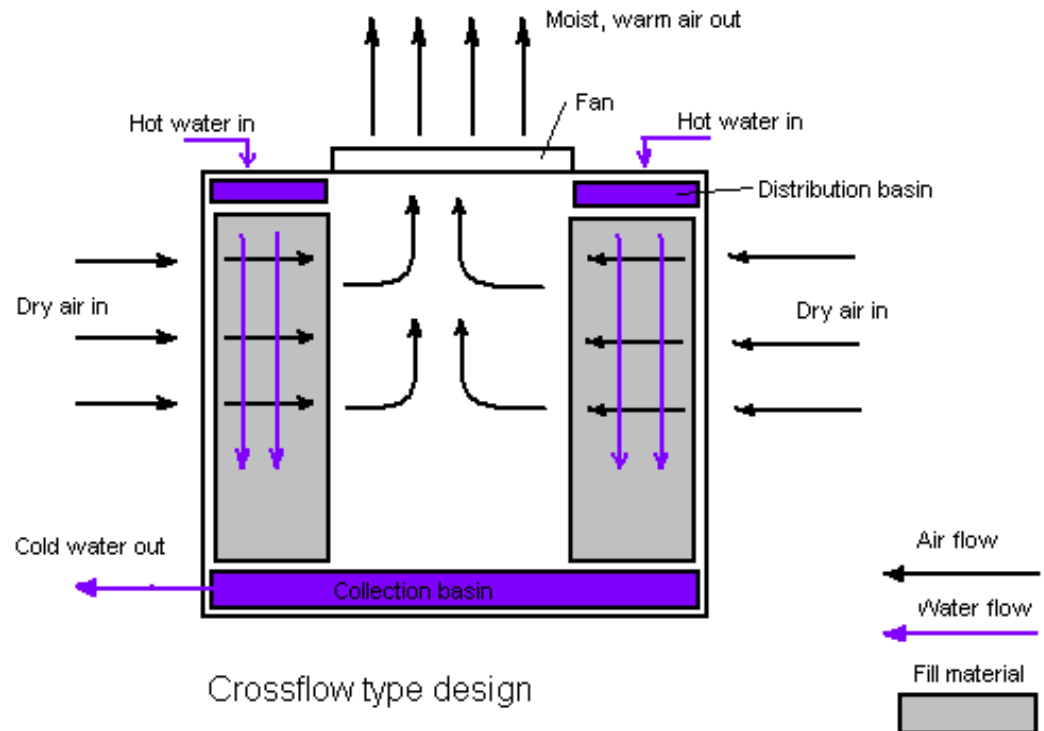 Moist, warm air out
Fan
Hot water in
Hot water in
Distribution basin
Dry air in
Dry air in
Cold water out
Collection basin
Air flow
Water flow
Fill material
Crossflow type design